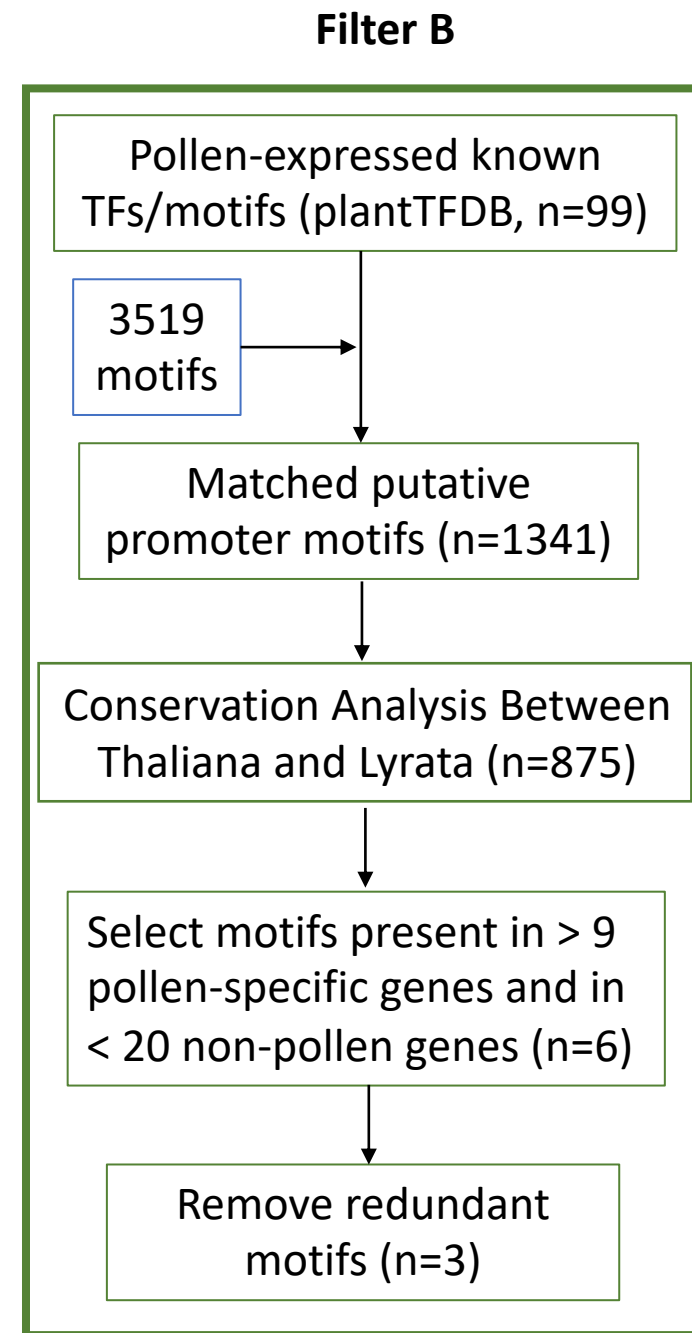 Filter B
Pollen-expressed known
TFs/motifs (plantTFDB, n=99)
3519
motifs
Matched putative
promoter motifs (n=1341)
Conservation Analysis Between
Thaliana and Lyrata (n=875)
Select motifs present in > 9
pollen-specific genes and in
< 20 non-pollen genes (n=6)
Remove redundant
motifs (n=3)